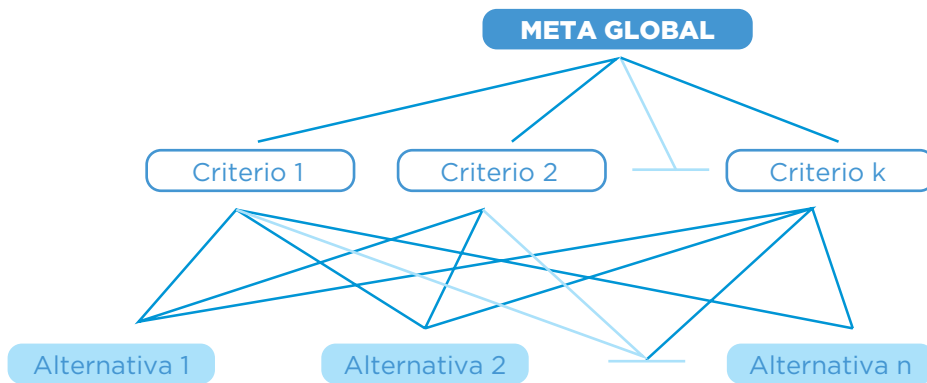 META GLOBAL
Criterio 1
Criterio 2
Criterio k
Alternativa 1
Alternativa 2
Alternativa n